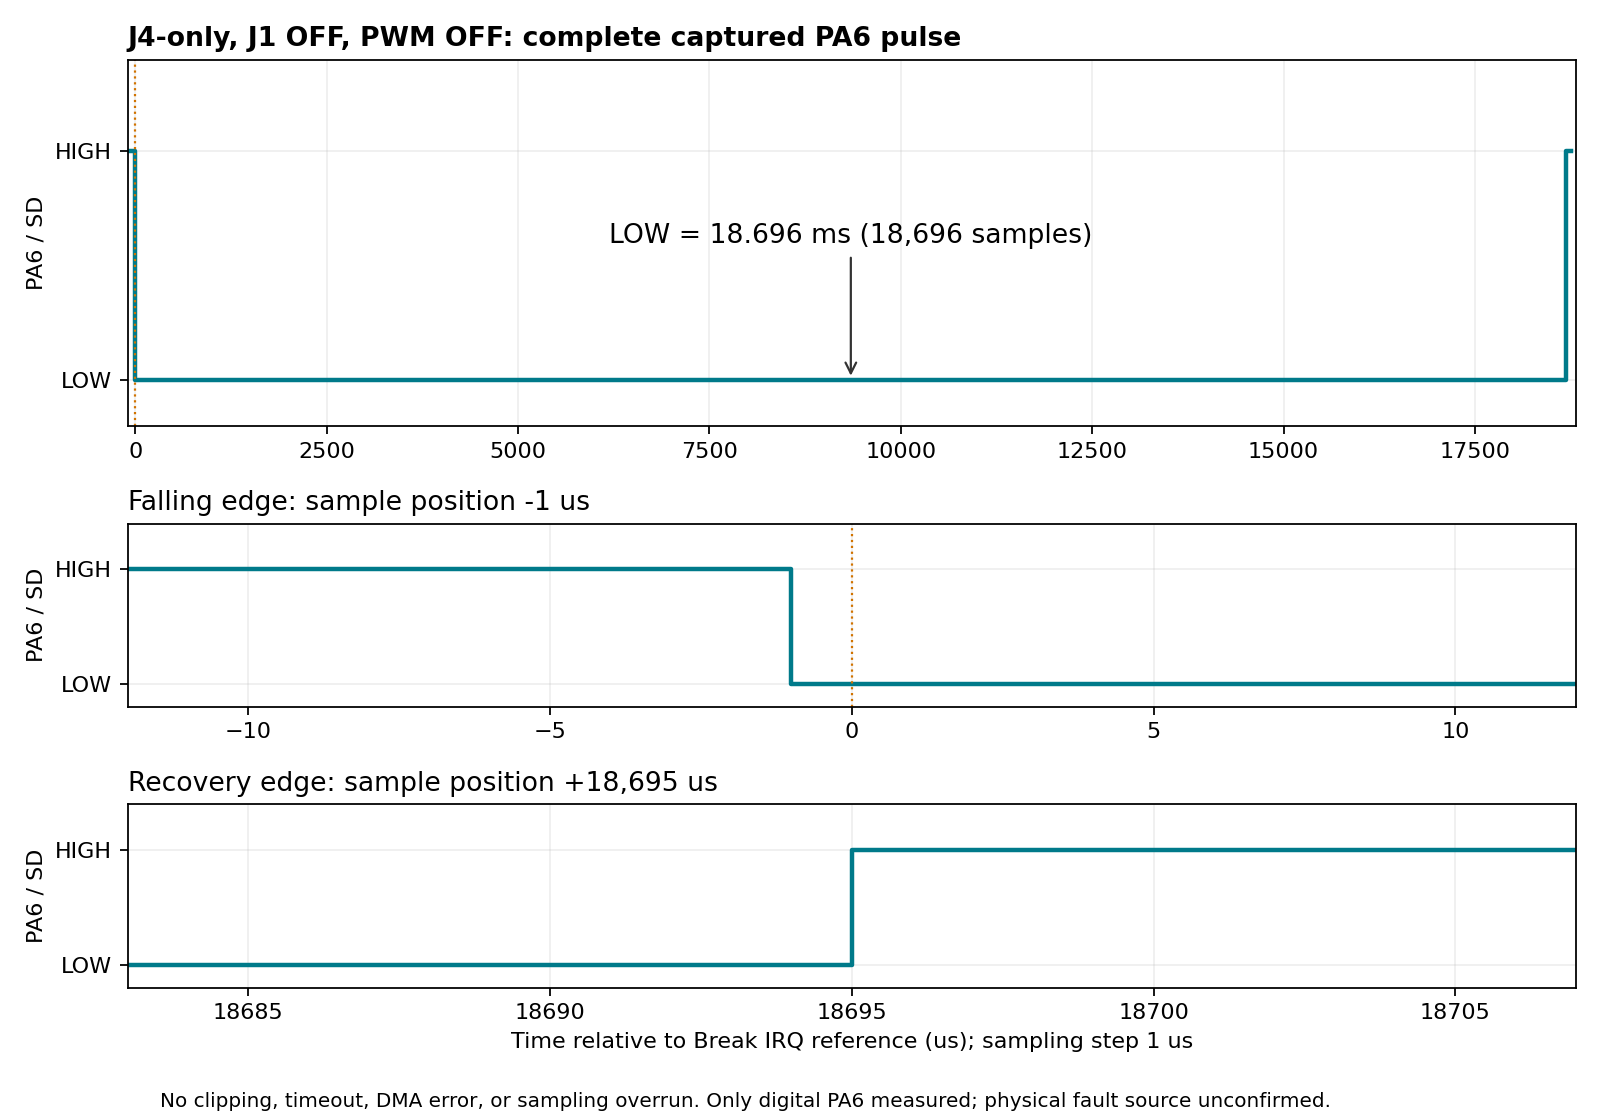 J4-only, J1 OFF, PWM OFF: complete captured PA6 pulse
PA6 / SD
HIGH
LOW = 18.696 ms (18,696 samples)
LOW
0 2500 5000 7500 10000 12500 15000 17500
Falling edge: sample position -1 us
PA6 / SD
HIGH
LOW
−10 −5 0 5 10
Recovery edge: sample position +18,695 us
PA6 / SD
HIGH
LOW
18685 18690 18695 18700 18705
Time relative to Break IRQ reference (us); sampling step 1 us
No clipping, timeout, DMA error, or sampling overrun. Only digital PA6 measured; physical fault source unconfirmed.